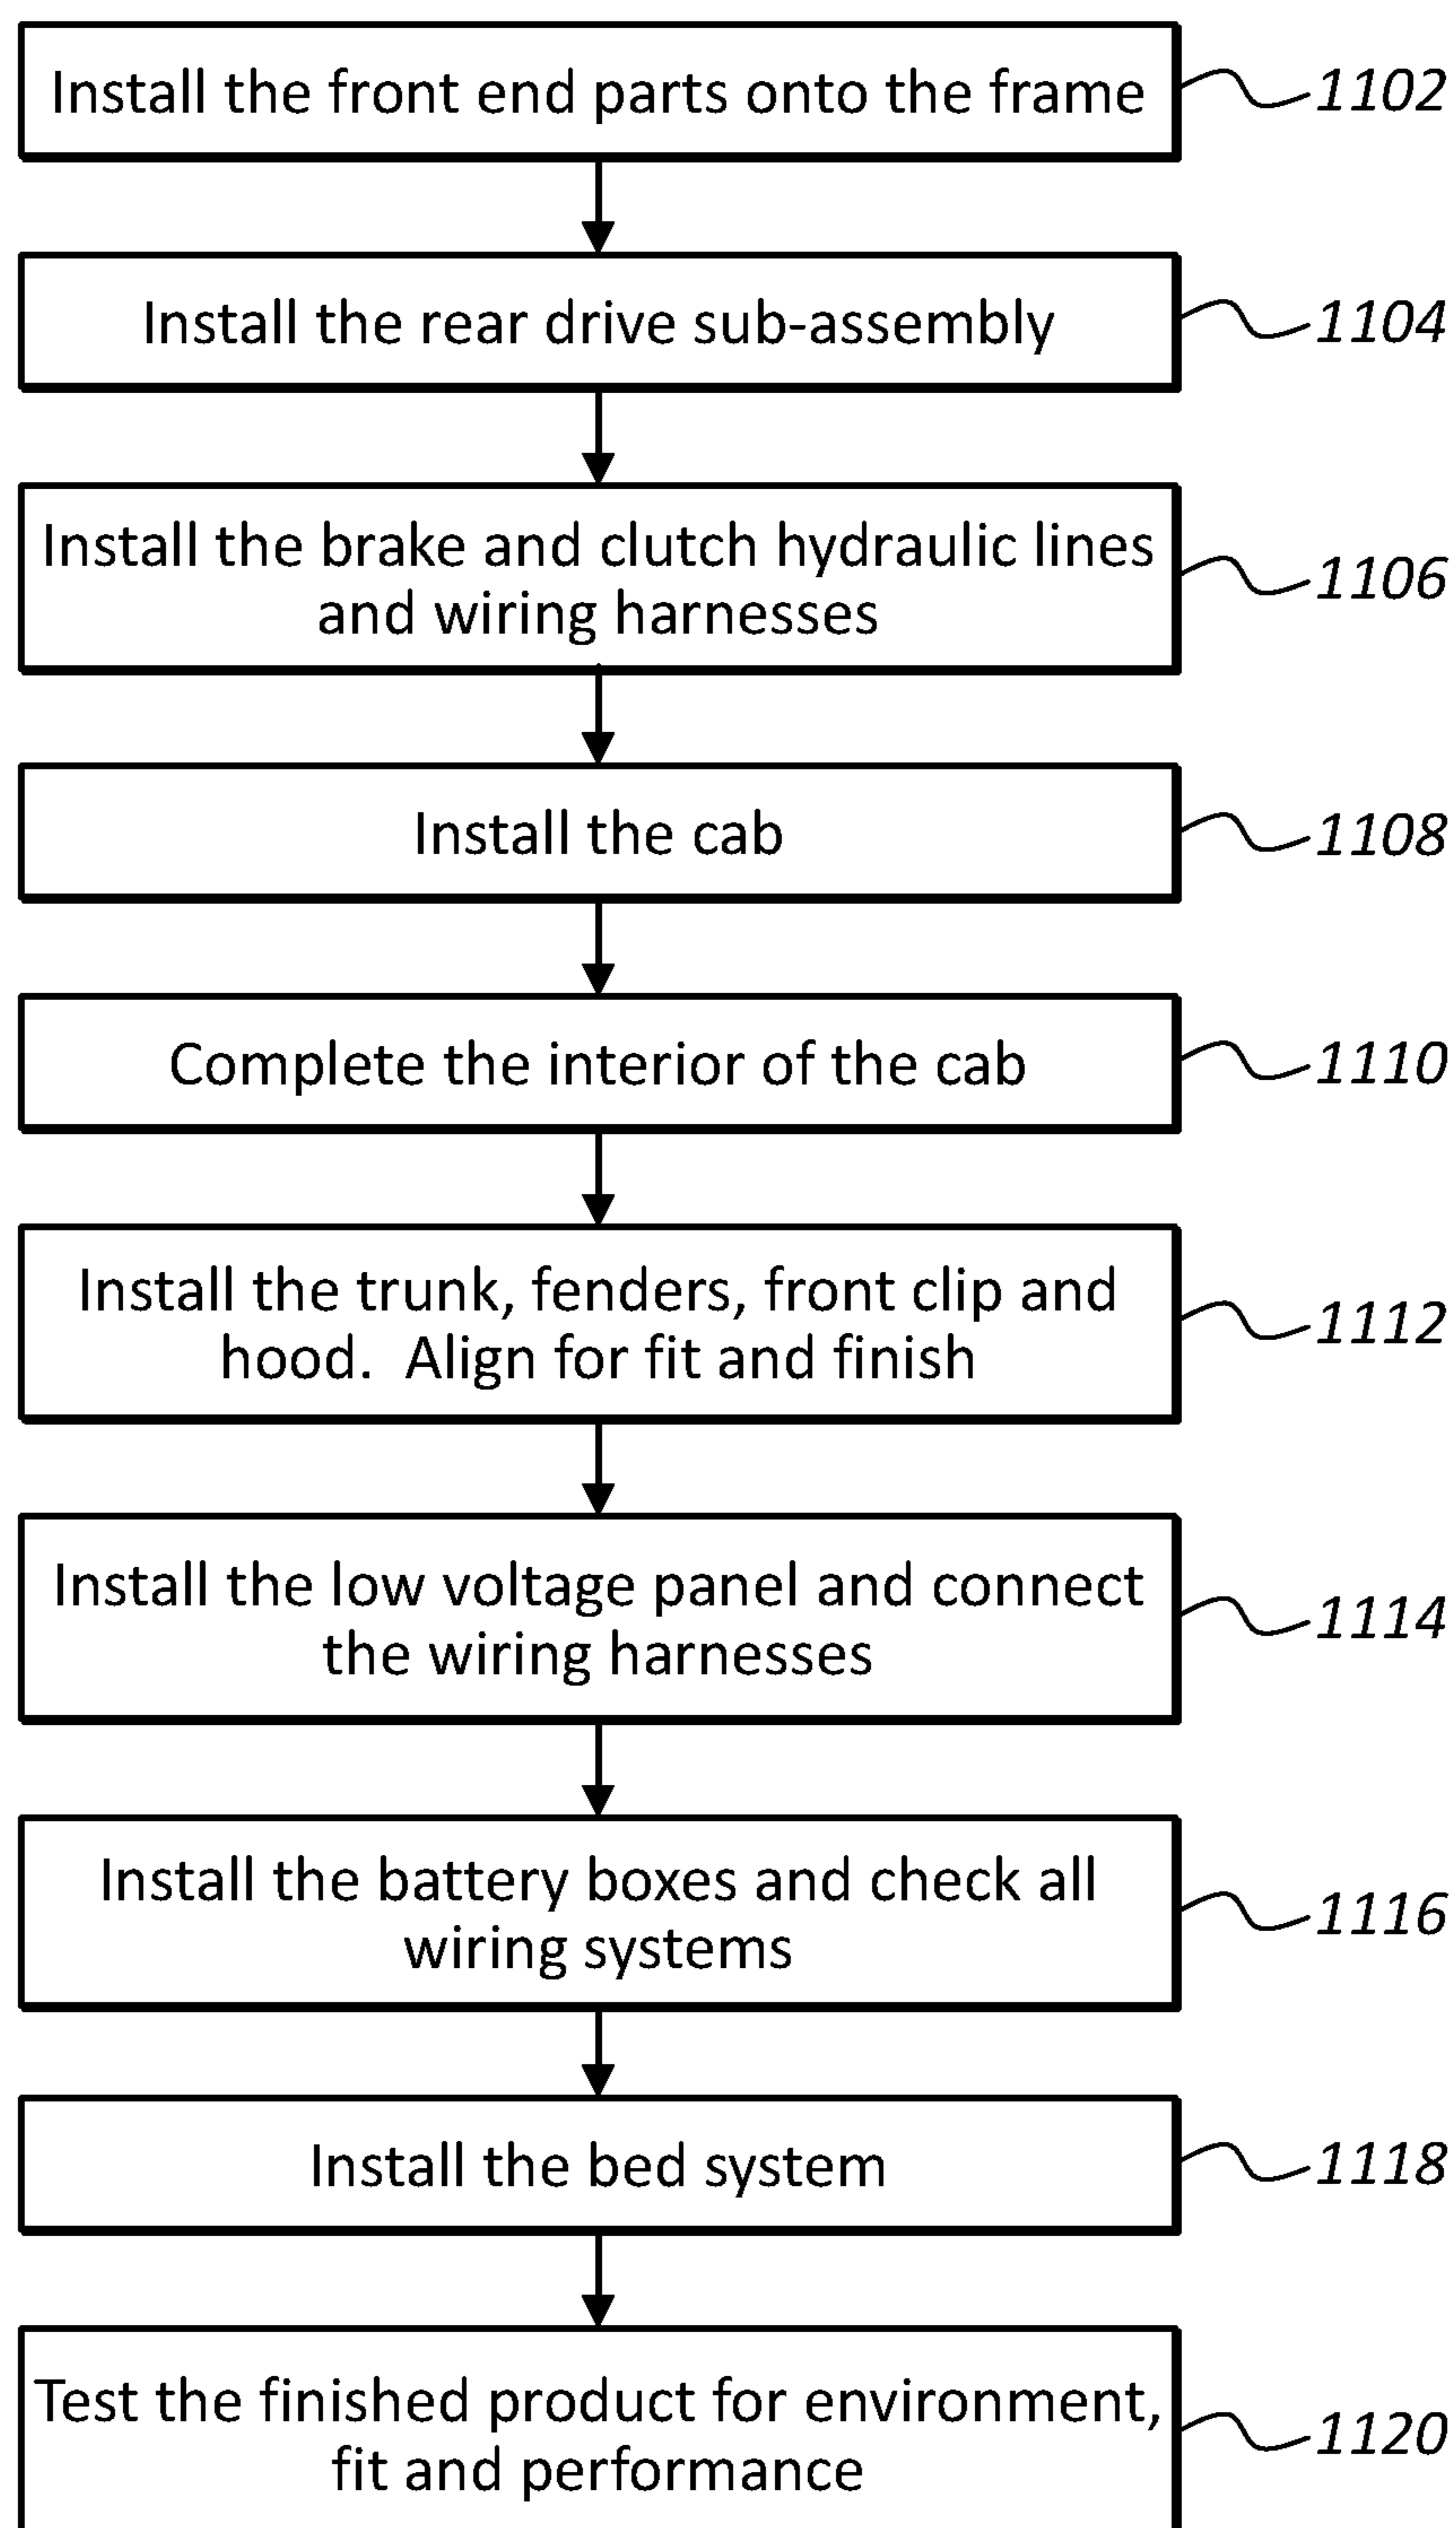 Install the front end parts onto the frame
1102
Install the rear drive sub-assembly
1104
Install the brake and clutch hydraulic lines
and wiring harnesses
1106
Install the cab
1108
Complete the interior of the cab
1110
Install the trunk, fenders, front clip and
hood.  Align for fit and finish
1112
Install the low voltage panel and connect
the wiring harnesses
1114
Install the battery boxes and check all
wiring systems
1116
Install the bed system
1118
Test the finished product for environment,
fit and performance
1120